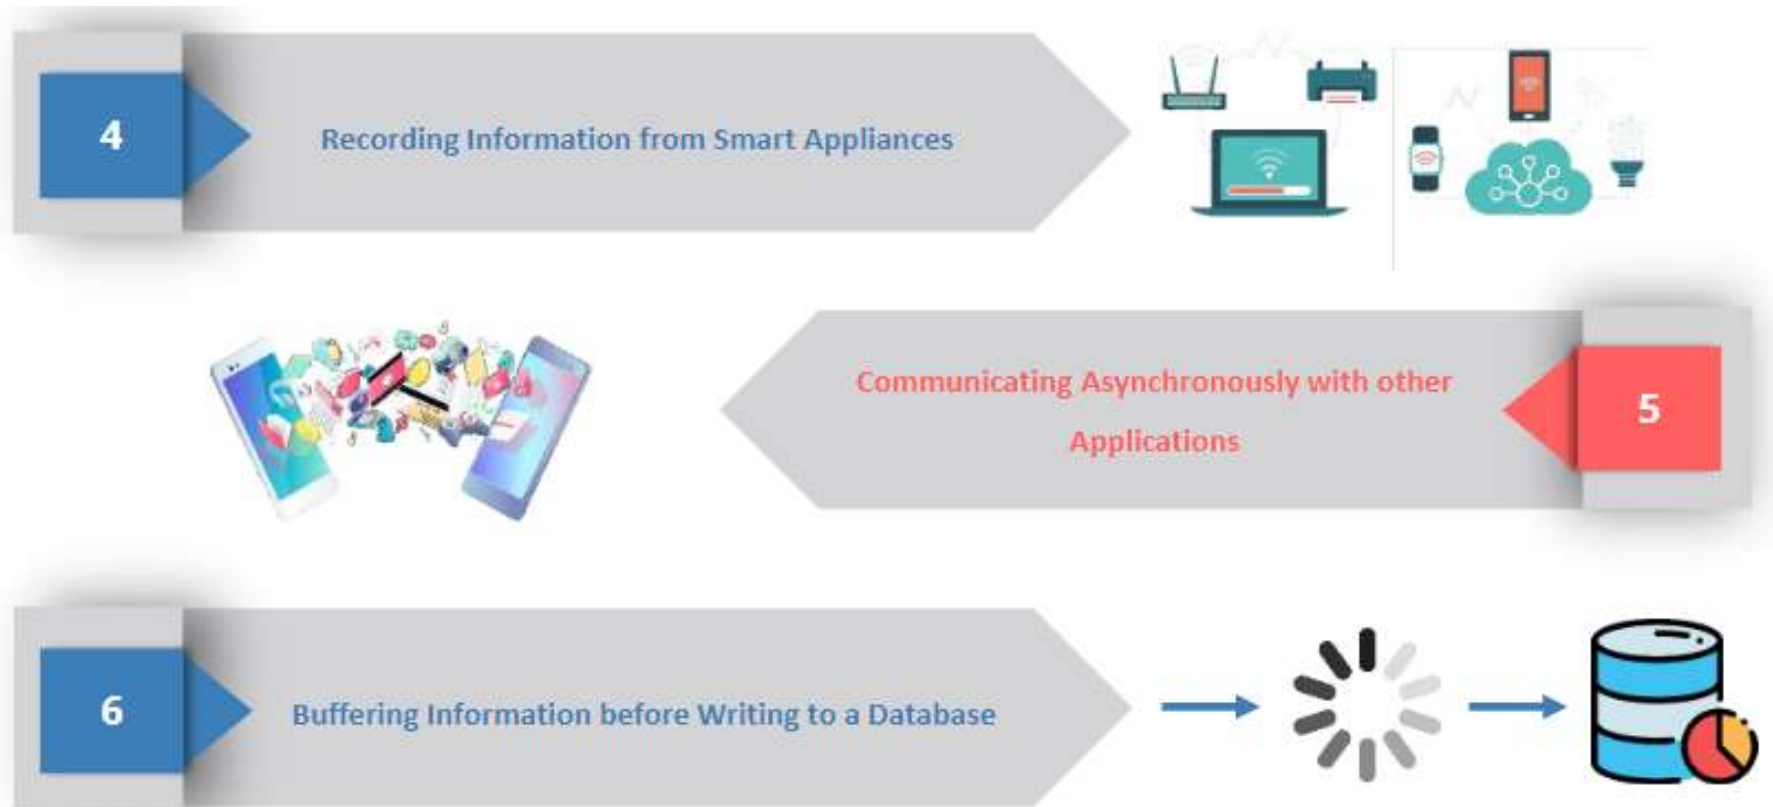 4
Recording Information from Smart Appliances
Communicating Asynchronously with other
Applications
5
6
Buffering Information before Writing to a Database